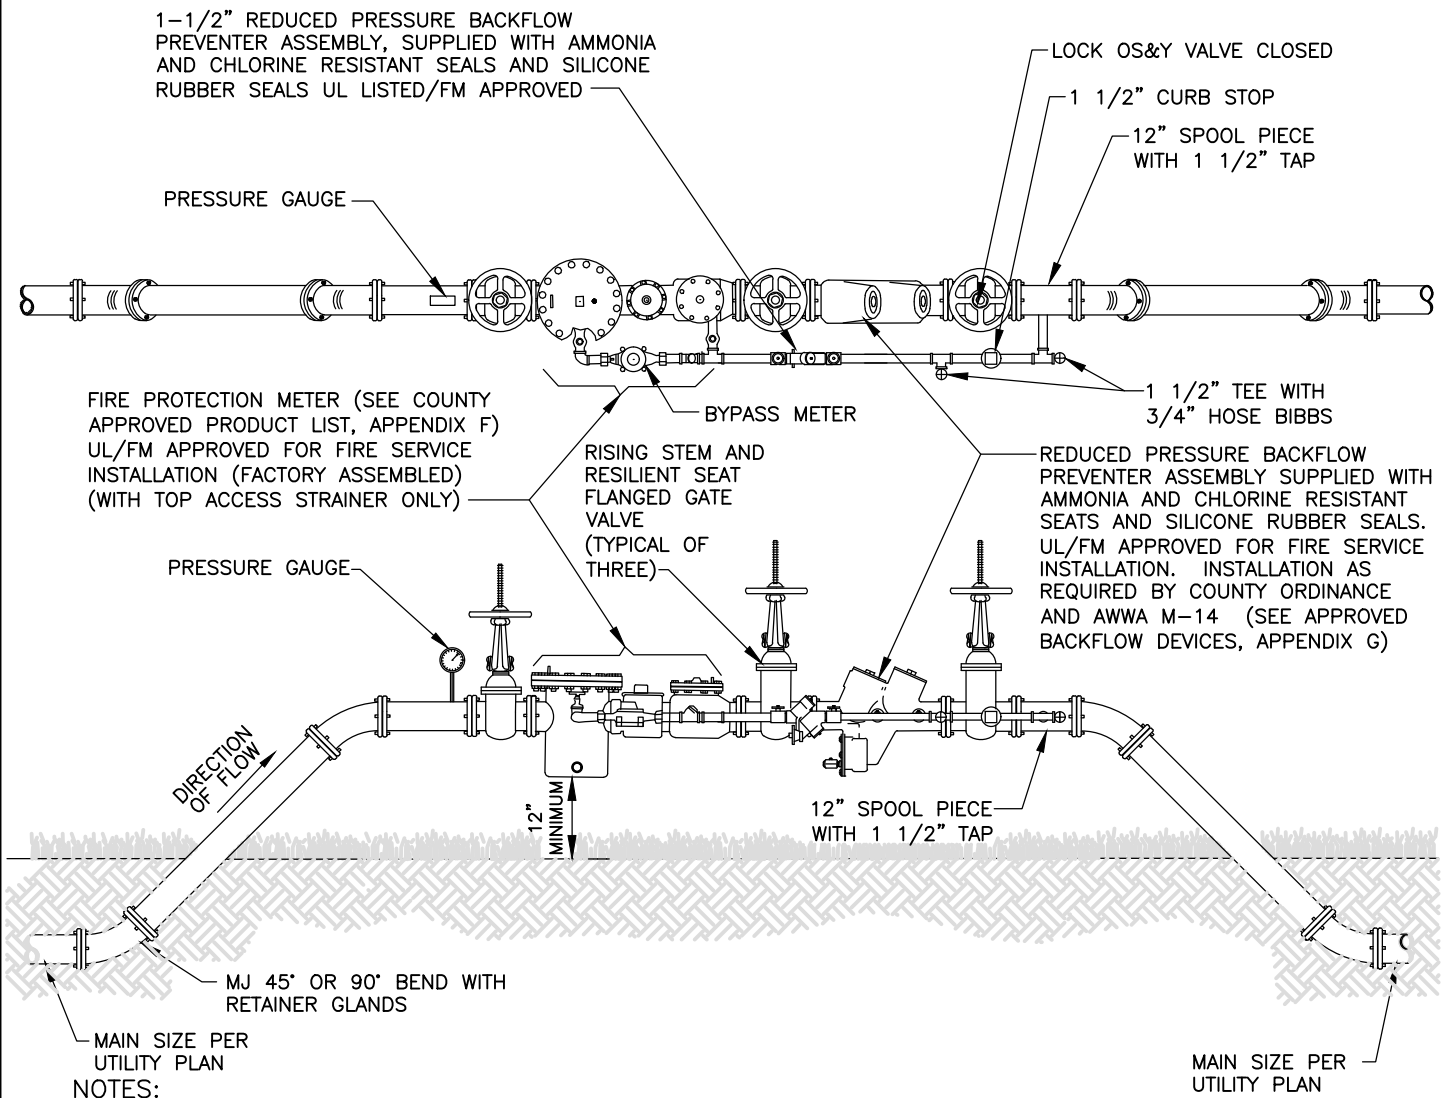 1-1/2" REDUCED PRESSURE BACKFLOW
PREVENTER ASSEMBLY, SUPPLIED WITH AMMONIA
AND CHLORINE RESISTANT SEALS AND SILICONE
RUBBER SEALS UL LISTED/FM APPROVED
LOCK OS&Y VALVE CLOSED
1 1/2" CURB STOP
12" SPOOL PIECE
WITH 1 1/2" TAP
PRESSURE GAUGE
1 1/2" TEE WITH
3/4" HOSE BIBBS
BYPASS METER
FIRE PROTECTION METER (SEE COUNTY
APPROVED PRODUCT LIST, APPENDIX F)
UL/FM APPROVED FOR FIRE SERVICE
INSTALLATION (FACTORY ASSEMBLED)
(WITH TOP ACCESS STRAINER ONLY)
RISING STEM AND
RESILIENT SEAT
FLANGED GATE
VALVE
(TYPICAL OF
THREE)
REDUCED PRESSURE BACKFLOW
PREVENTER ASSEMBLY SUPPLIED WITH
AMMONIA AND CHLORINE RESISTANT
SEATS AND SILICONE RUBBER SEALS.
UL/FM APPROVED FOR FIRE SERVICE
INSTALLATION. INSTALLATION AS
REQUIRED BY COUNTY ORDINANCE
AND AWWA M-14 (SEE APPROVED
BACKFLOW DEVICES, APPENDIX G)
PRESSURE GAUGE
DIRECTION
OF FLOW
12"
MINIMUM
12" SPOOL PIECE
WITH 1 1/2" TAP
MJ 45° OR 90° BEND WITH
RETAINER GLANDS
MAIN SIZE PER
UTILITY PLAN
MAIN SIZE PER
UTILITY PLAN
NOTES: